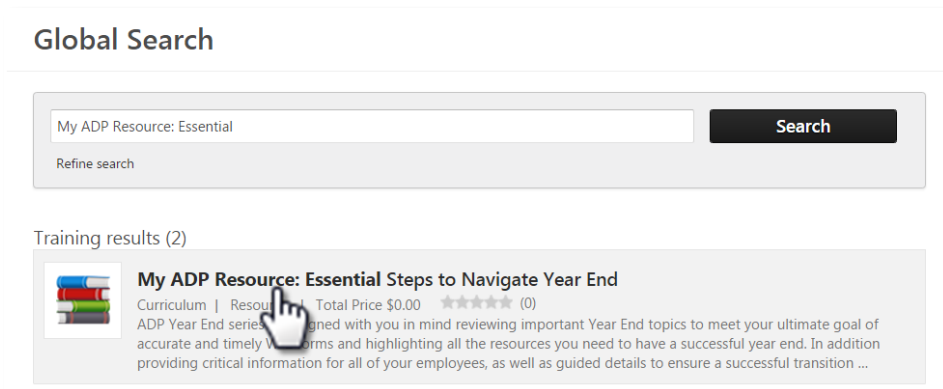 Global Search
My ADP Resource: Essential
Search
Refine search
Training results (2)
My ADP Resource: Essential Steps to Navigate Year End
Curriculum | | Total Price $0.00 (0)
ADP Year End series with you in mind reviewing important Year End topics to meet your ultimate goal of
accurate and timely and highlighting all the resources you need to have a successful year end. In addition
providing critical information for all of your employees, as well as guided details to ensure a successful transition ...